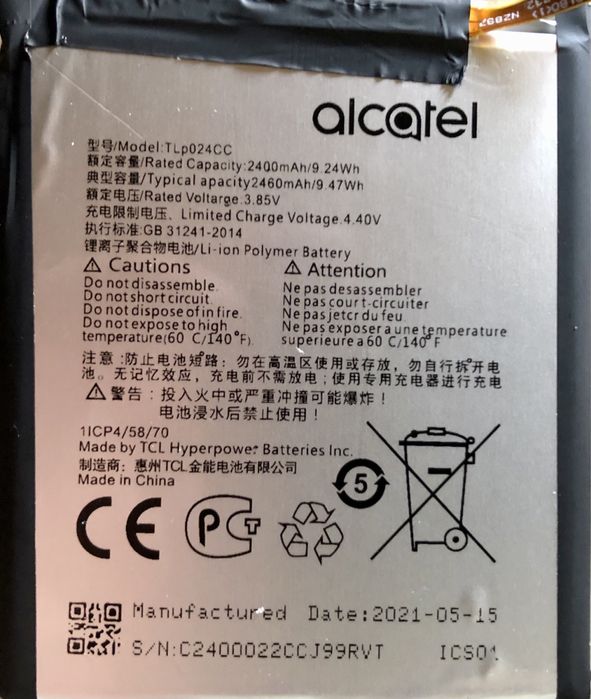 alcatel
型号/Model:TLp024CC
额定容量/Rated Capacity:2400mAh/9.24Wh
典型容量/Typical apacity2460mAh/9.47Wh
额定电压/Rated Voltarge.3.85V
充电限制电压、Limited Charge Voltage.4.40V
执行标准:GB 31241-2014
锂离子聚合物电池/Li-ion Polymer Battery
⚠ Cautions
Do not disassemble.
Do not short circuit.
Do not dispose of in fire.
Do not expose to high
temperature(60 C/140°F)
⚠ Attention
Ne pas desassembler
Ne pas court-circuiter
Ne pas jetcr du feu
Ne pas exposer a une temperature
superieure a 60 C/140°F
注意:防止电池短路;勿在高温区使用或存放,勿自行拆开电
池。无记忆效应,充电前不需放电;使用专用充电器进行充电
⚠ 警告:投入火中或严重冲撞可能爆炸!
电池浸水后禁止使用!
1ICP4/58/70
Made by TCL Hyperpower Batteries Inc.
制造商:惠州TCL金能电池有限公司
Made in China
CE
PCT
5
Manufactured Date:2021-05-15
S/N:C2400022CCJ99RVT ICS01